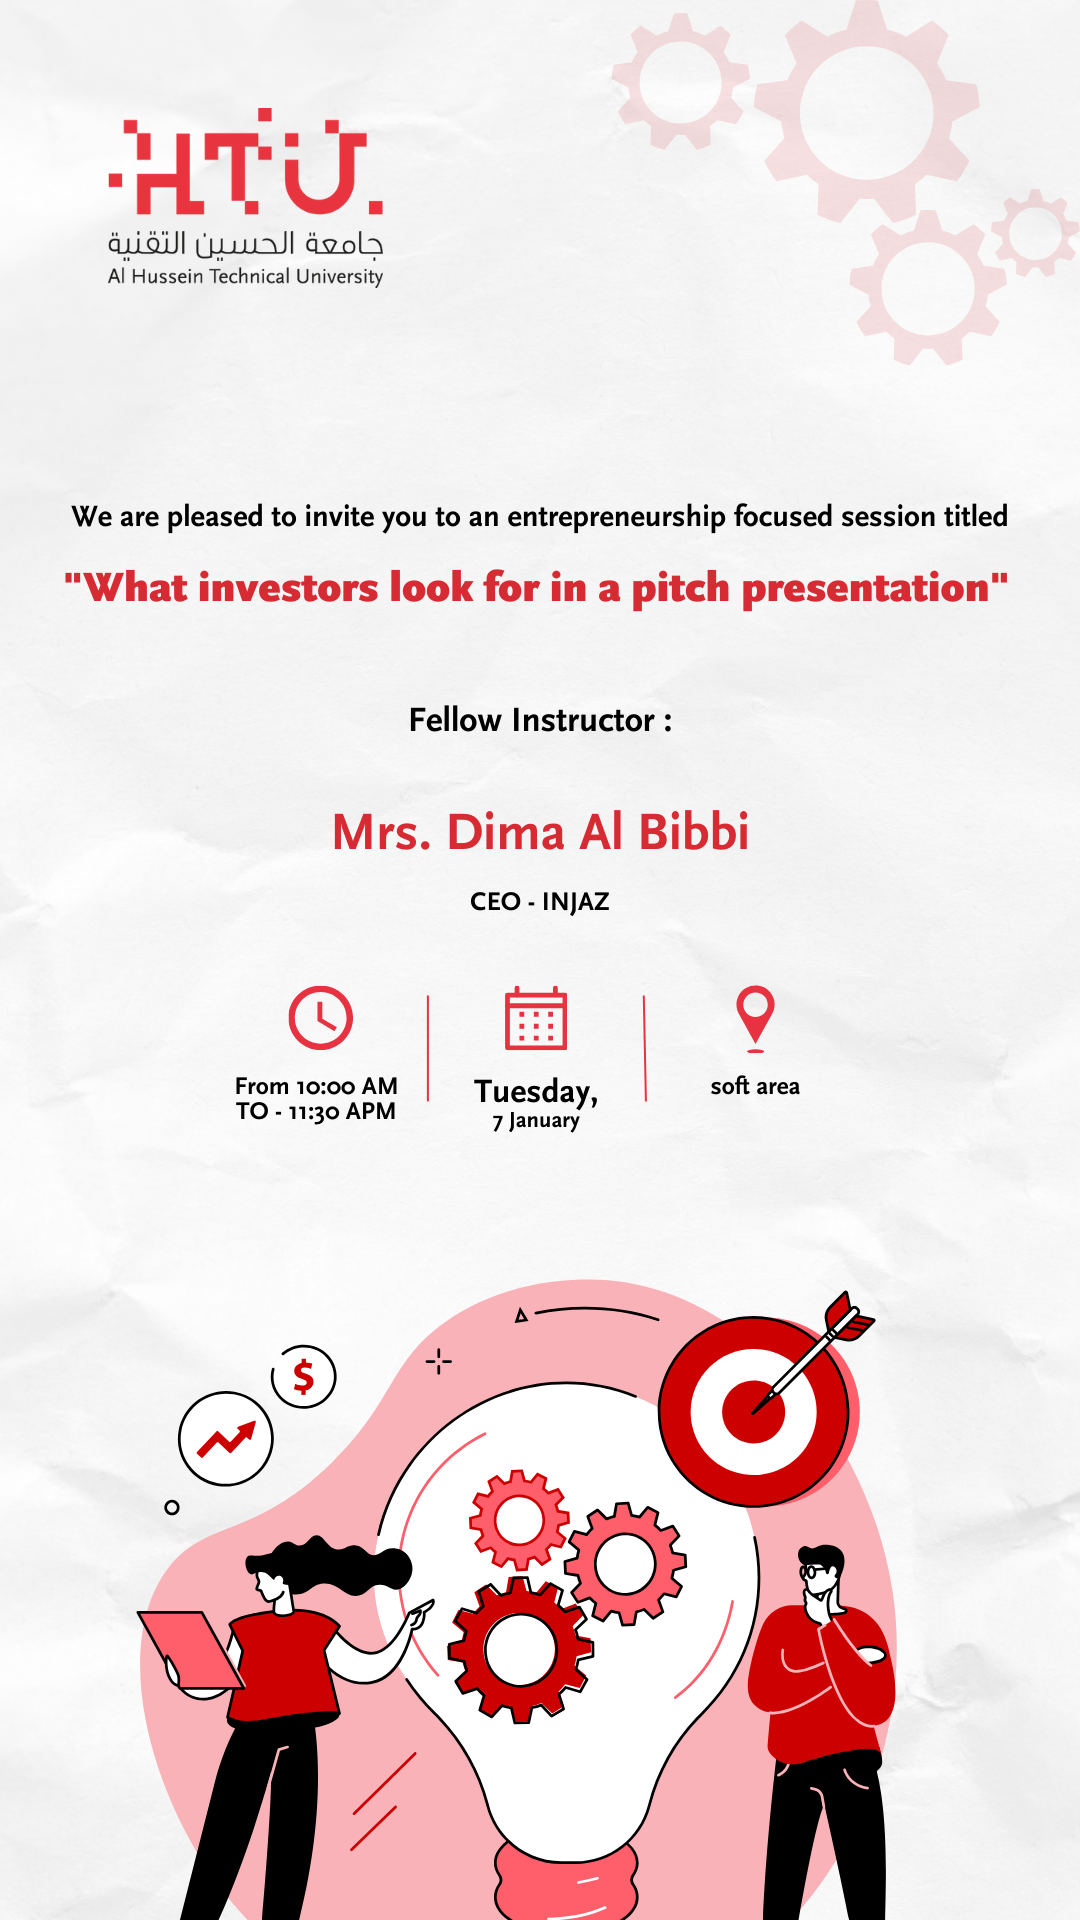 HTU
جامعة الحسين التقنية
Al Hussein Technical University
We are pleased to invite you to an entrepreneurship focused session titled
"What investors look for in a pitch presentation"
Fellow Instructor :
Mrs. Dima Al Bibbi
CEO - INJAZ
From 10:00 AM
TO - 11:30 APM
Tuesday,
7 January
soft area
$